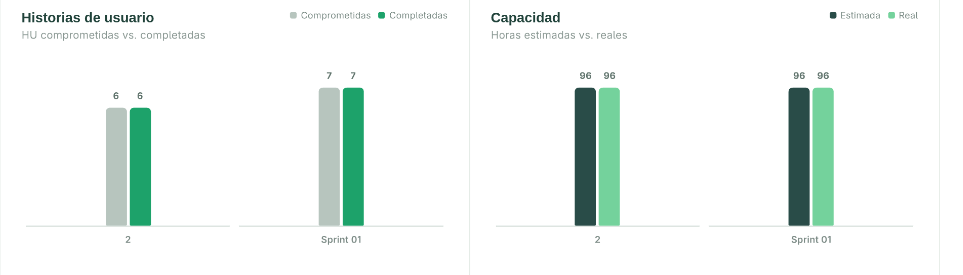 Historias de usuario
Comprometidas Completadas
HU comprometidas vs. completadas
6 6
7 7
2
Sprint 01
Capacidad
Estimada Real
Horas estimadas vs. reales
96 96
96 96
2
Sprint 01